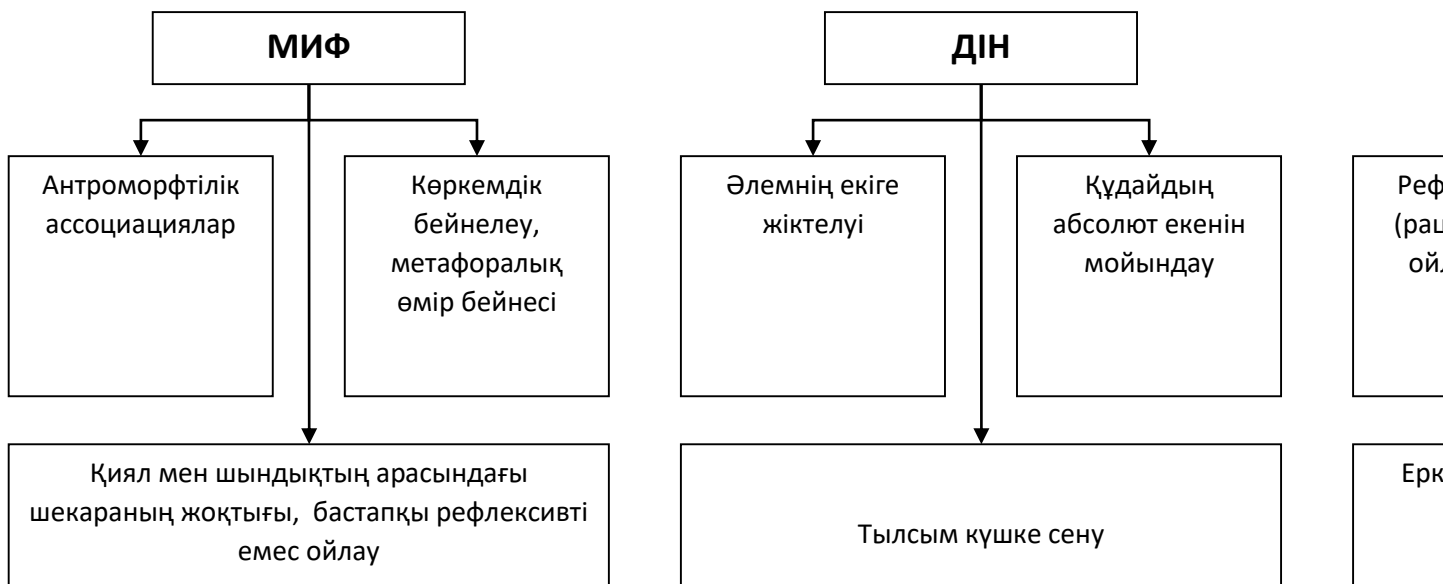 МИФ
Антроморфтілік
ассоциациялар
Көркемдік
бейнелеу,
метафоралық
өмір бейнесі
Қиял мен шындықтың арасындағы
шекараның жоқтығы, бастапқы рефлексивті
емес ойлау
ДІН
Әлемнің екіге
жіктелуі
Құдайдың
абсолют екенін
мойындау
Тылсым күшке сену